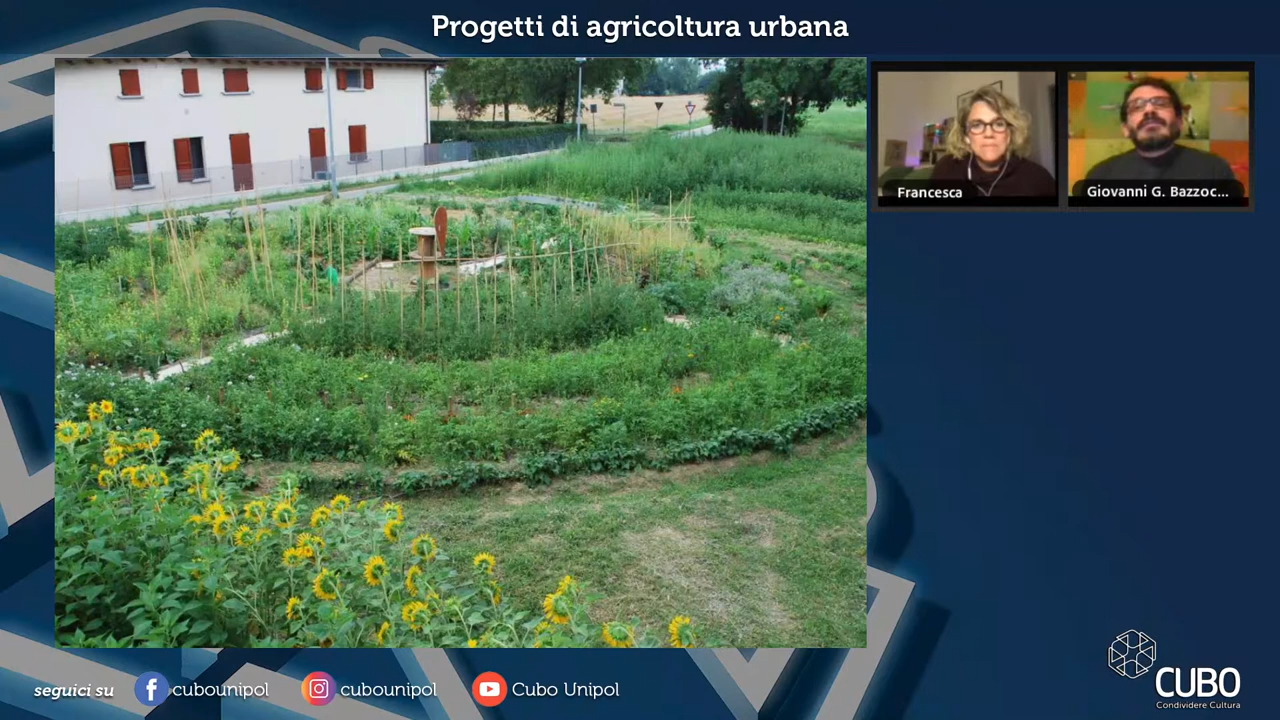 Progetti di agricoltura urbana
Francesca
Giovanni G. Bazzoc...
seguici su
cubounipol
cubounipol
Cubo Unipol
CUBO
Condividere Cultura